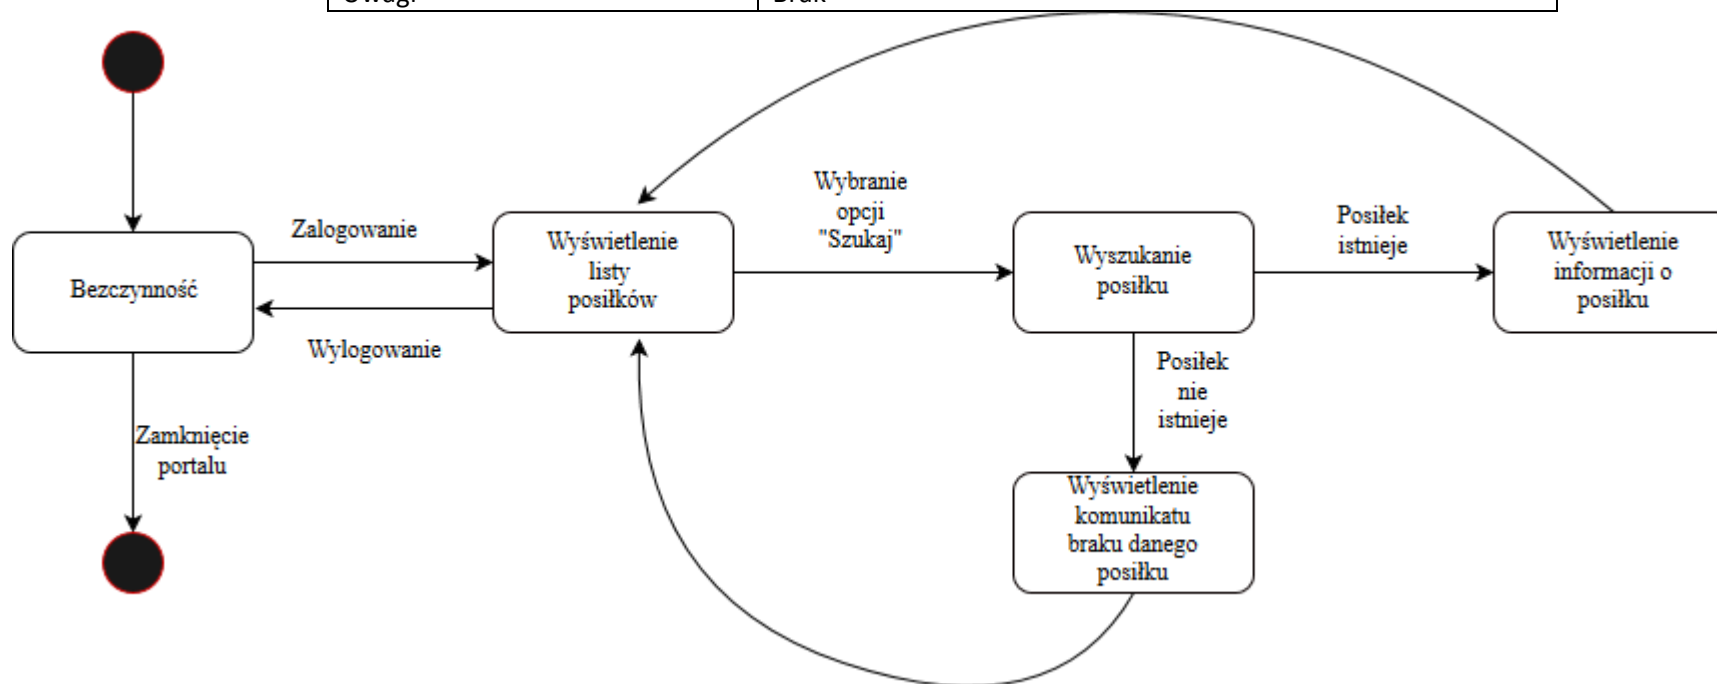 Uwagi
Brak
Zalogowanie
Wylogowanie
Bezczynność
Zamknięcie
portalu
Wyświetlenie
listy
posiłków
Wybranie
opcji
"Szukaj"
Wyszukanie
posiłku
Posiłek
istnieje
Wyświetlenie
informacji o
posiłku
Posiłek
nie
istnieje
Wyświetlenie
komunikatu
braku danego
posiłku